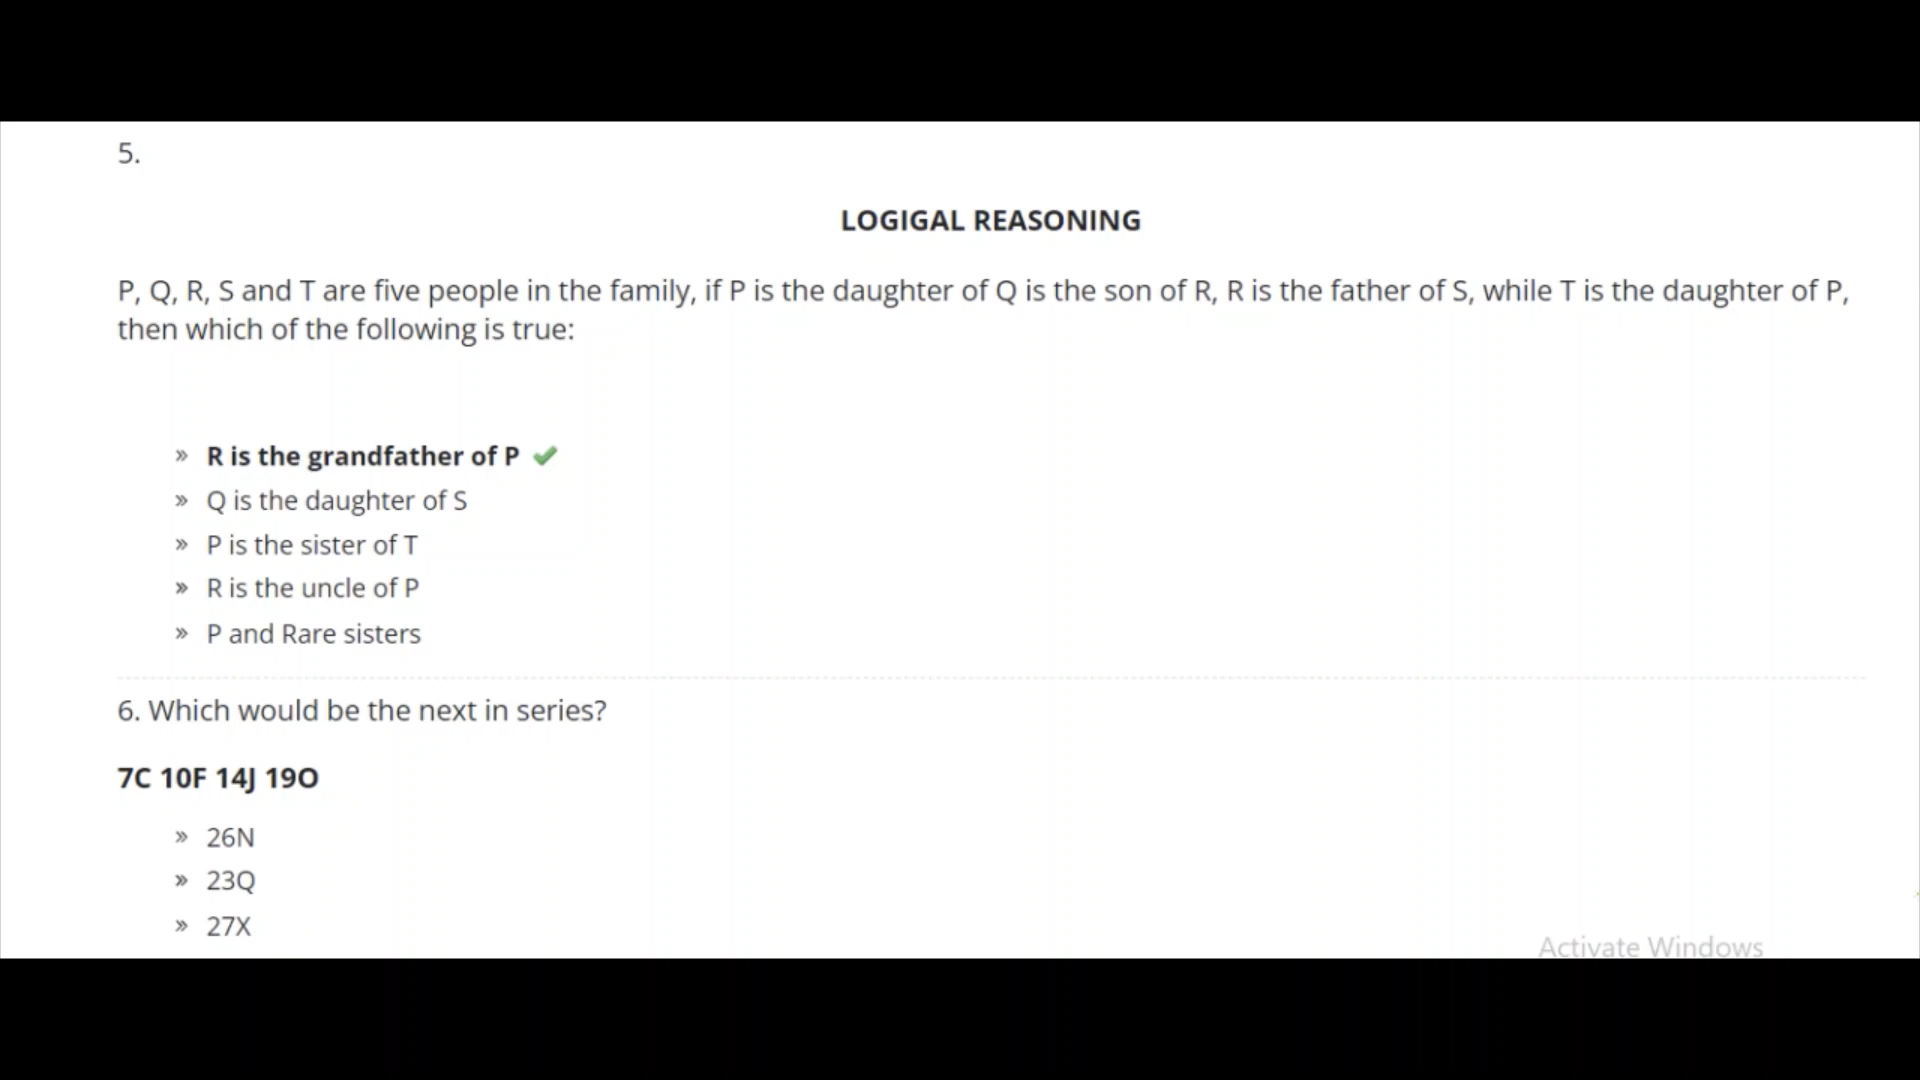 5.
LOGIGAL REASONING
P, Q, R, S and T are five people in the family, if P is the daughter of Q is the son of R, R is the father of S, while T is the daughter of P,
then which of the following is true:
» R is the grandfather of P ✔
» Q is the daughter of S
» P is the sister of T
» R is the uncle of P
» P and Rare sisters
6. Which would be the next in series?
7C 10F 14J 19O
» 26N
» 23Q
» 27X
Activate Windows